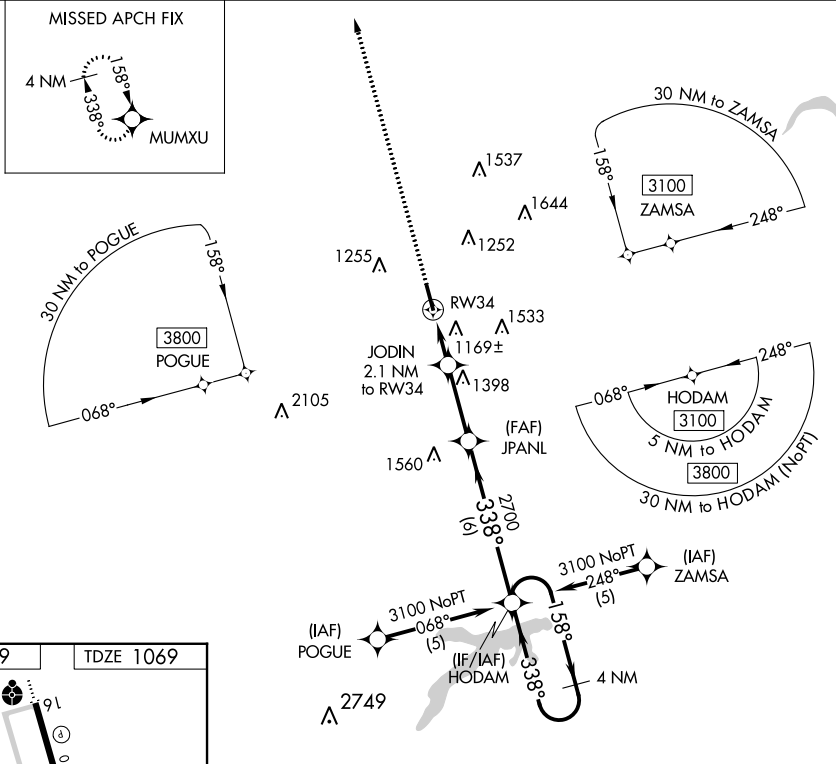 MISSED APCH FIX
4 NM
158°
338°
MUMXU
30 NM to ZAMSA
158°
3100
ZAMSA
248°
1537
1644
1252
1255
30 NM to POGUE
158°
3800
POGUE
068°
2105
RW34
1533
1169±
JODIN
2.1 NM
to RW34
1398
(FAF)
JPANL
1560
068°
248°
HODAM
3100
5 NM to HODAM
3800
30 NM to HODAM (NoPT)
2700
338°
(6)
3100 NoPT
248°
(5)
(IAF)
ZAMSA
3100 NoPT
068°
(5)
(IAF)
POGUE
(IF/IAF)
HODAM
158°
338°
4 NM
2749
9
TDZE 1069
16
P
0